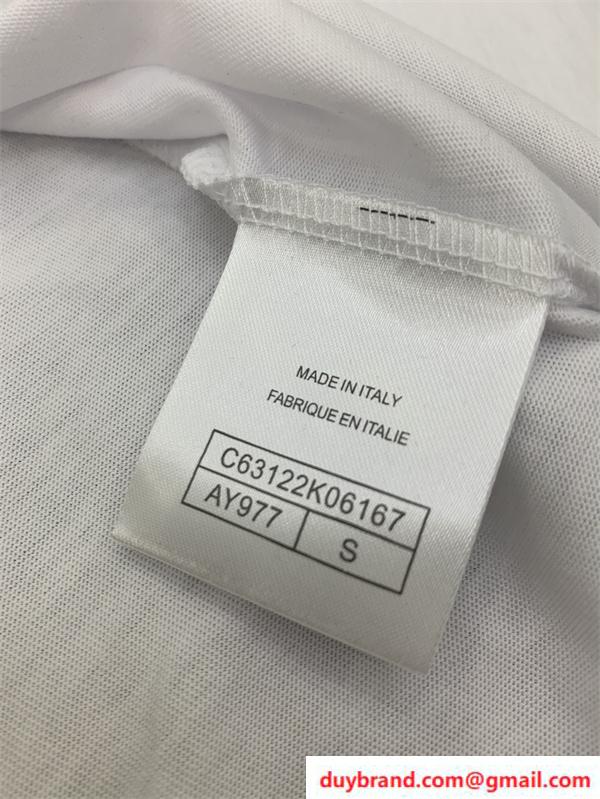 MADE IN ITALY
FABRIQUE EN ITALIE
C63122K06167
AY977 S
duybrand.com@gmail.com